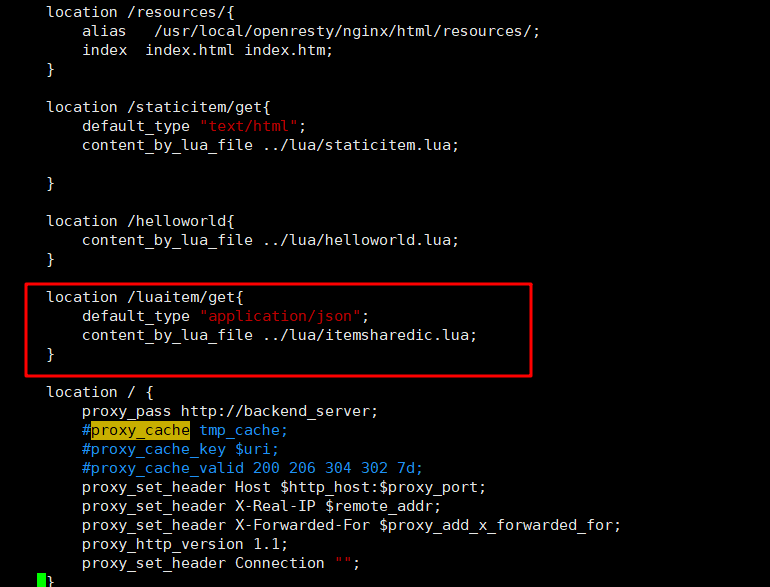 location /resources/{
alias /usr/local/openresty/nginx/html/resources/;
index index.html index.htm;
}
location /staticitem/get{
default_type "text/html";
content_by_lua_file ../lua/staticitem.lua;
}
location /helloworld{
content_by_lua_file ../lua/helloworld.lua;
}
location /luaitem/get{
default_type "application/json";
content_by_lua_file ../lua/itemsharedic.lua;
}
location / {
proxy_pass http://backend_server;
#proxy_cache tmp_cache;
#proxy_cache_key $uri;
#proxy_cache_valid 200 206 304 302 7d;
proxy_set_header Host $http_host:$proxy_port;
proxy_set_header X-Real-IP $remote_addr;
proxy_set_header X-Forwarded-For $proxy_add_x_forwarded_for;
proxy_http_version 1.1;
proxy_set_header Connection "";
}